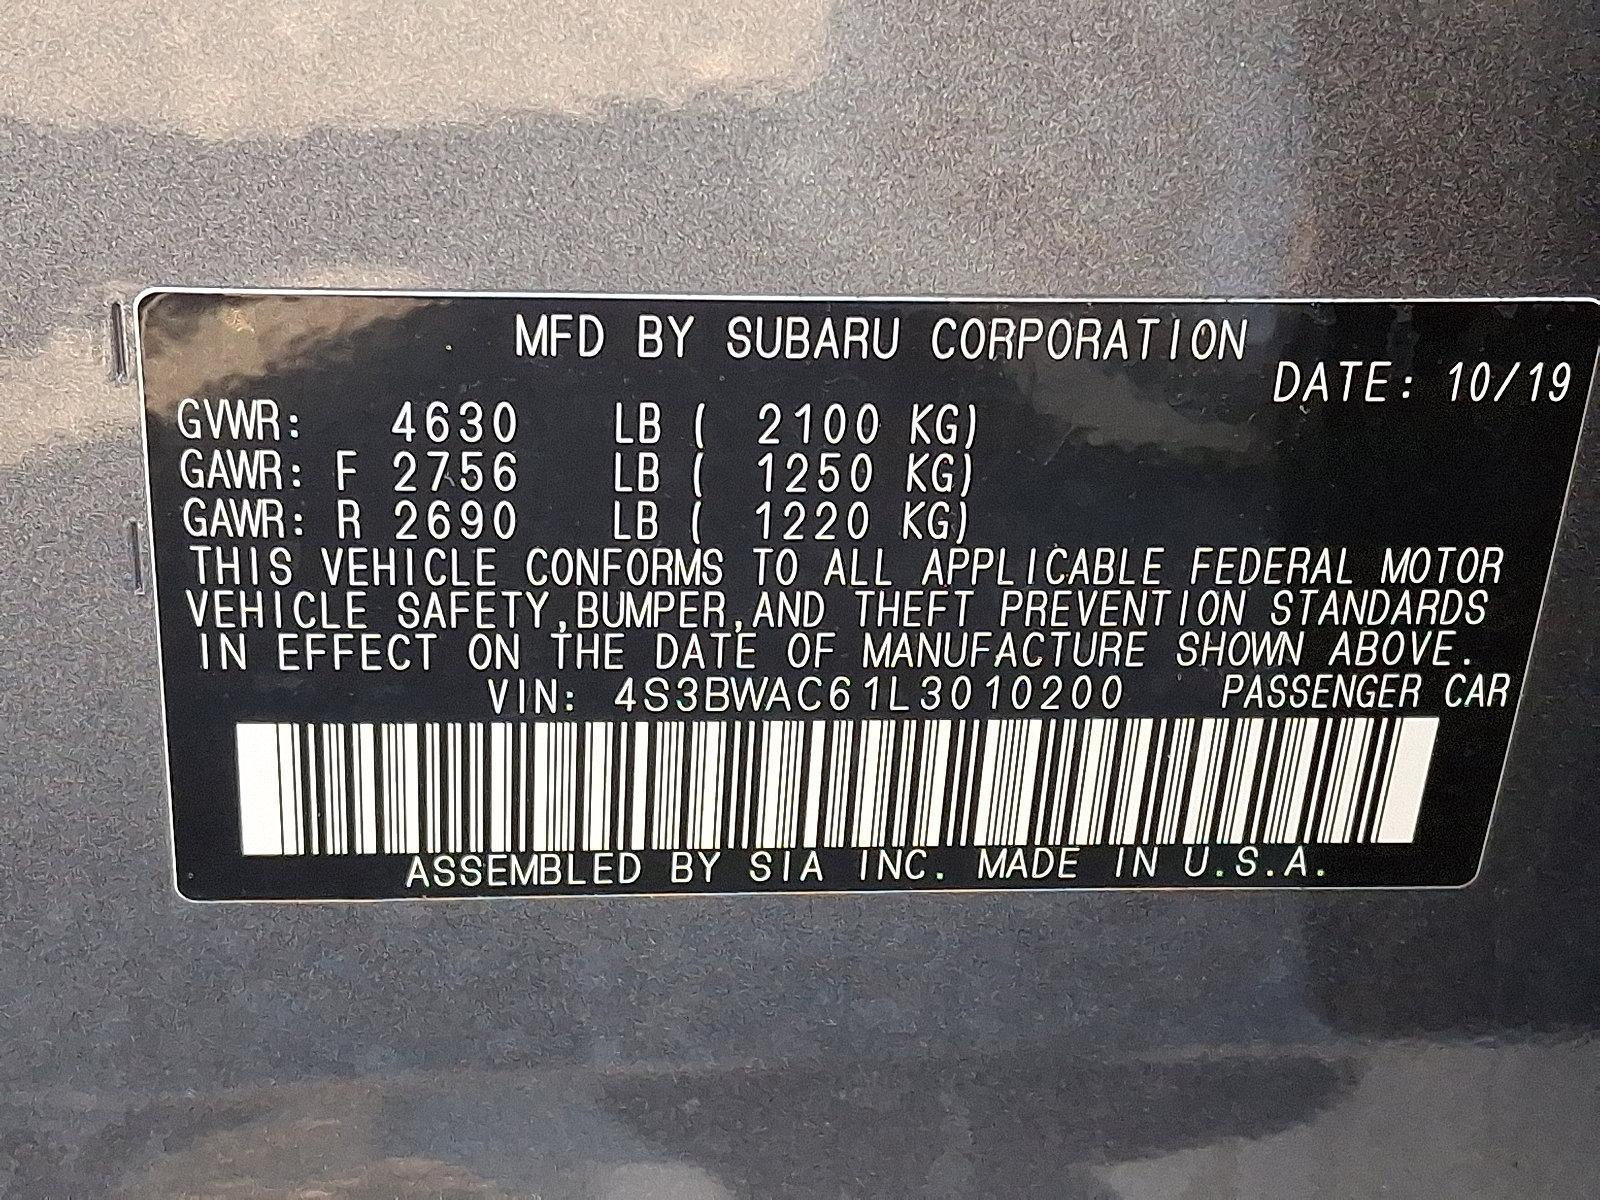 MFD BY SUBARU CORPORATION
DATE: 10/19
GVWR: 4630 LB ( 2100 KG)
GAWR: F 2756 LB ( 1250 KG)
GAWR: R 2690 LB ( 1220 KG)
THIS VEHICLE CONFORMS TO ALL APPLICABLE FEDERAL MOTOR
VEHICLE SAFETY,BUMPER,AND THEFT PREVENTION STANDARDS
IN EFFECT ON THE DATE OF MANUFACTURE SHOWN ABOVE.
VIN: 4S3BWAC61L3010200 PASSENGER CAR
ASSEMBLED BY SIA INC. MADE IN U.S.A.